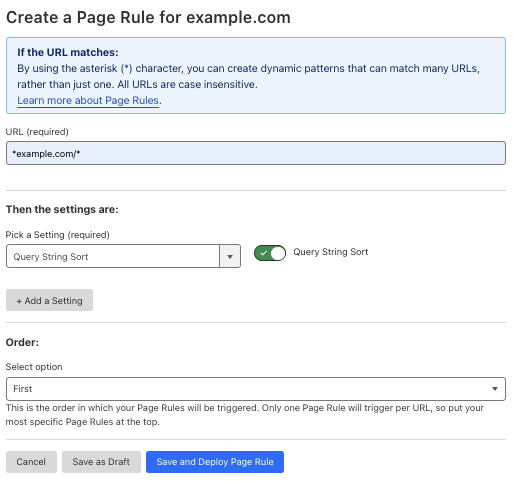 Create a Page Rule for example.com
If the URL matches:
By using the asterisk (*) character, you can create dynamic patterns that can match many URLs,
rather than just one. All URLs are case insensitive.
Learn more about Page Rules.
URL (required)
*example.com/*
Then the settings are:
Pick a Setting (required)
Query String Sort
Query String Sort
+ Add a Setting
Order:
Select option
First
This is the order in which your Page Rules will be triggered. Only one Page Rule will trigger per URL, so put your
most specific Page Rules at the top.
Cancel
Save as Draft
Save and Deploy Page Rule